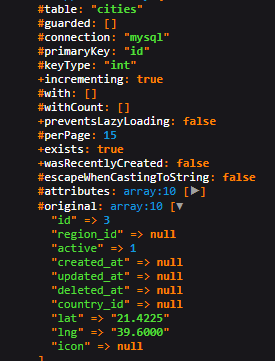 #table: "cities"
#guarded: []
#connection: "mysql"
#primaryKey: "id"
#keyType: "int"
+incrementing: true
#with: []
#withCount: []
+preventsLazyLoading: false
#perPage: 15
+exists: true
+wasRecentlyCreated: false
#escapeWhenCastingToString: false
#attributes: array:10 [▶]
#original: array:10 [▼
"id" => 3
"region_id" => null
"active" => 1
"created_at" => null
"updated_at" => null
"deleted_at" => null
"country_id" => null
"lat" => "21.4225"
"lng" => "39.6000"
"icon" => null
]